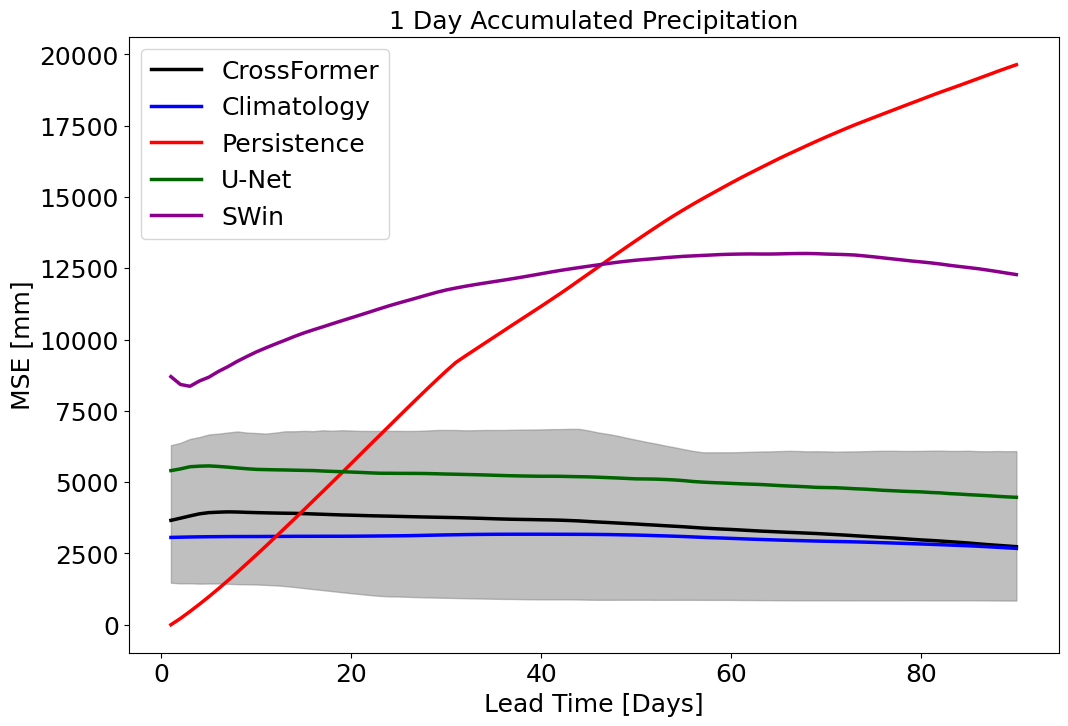 1 Day Accumulated Precipitation
CrossFormer
Climatology
Persistence
U-Net
SWin
MSE [mm]
20000
17500
15000
12500
10000
7500
5000
2500
0
0 20 40 60 80
Lead Time [Days]